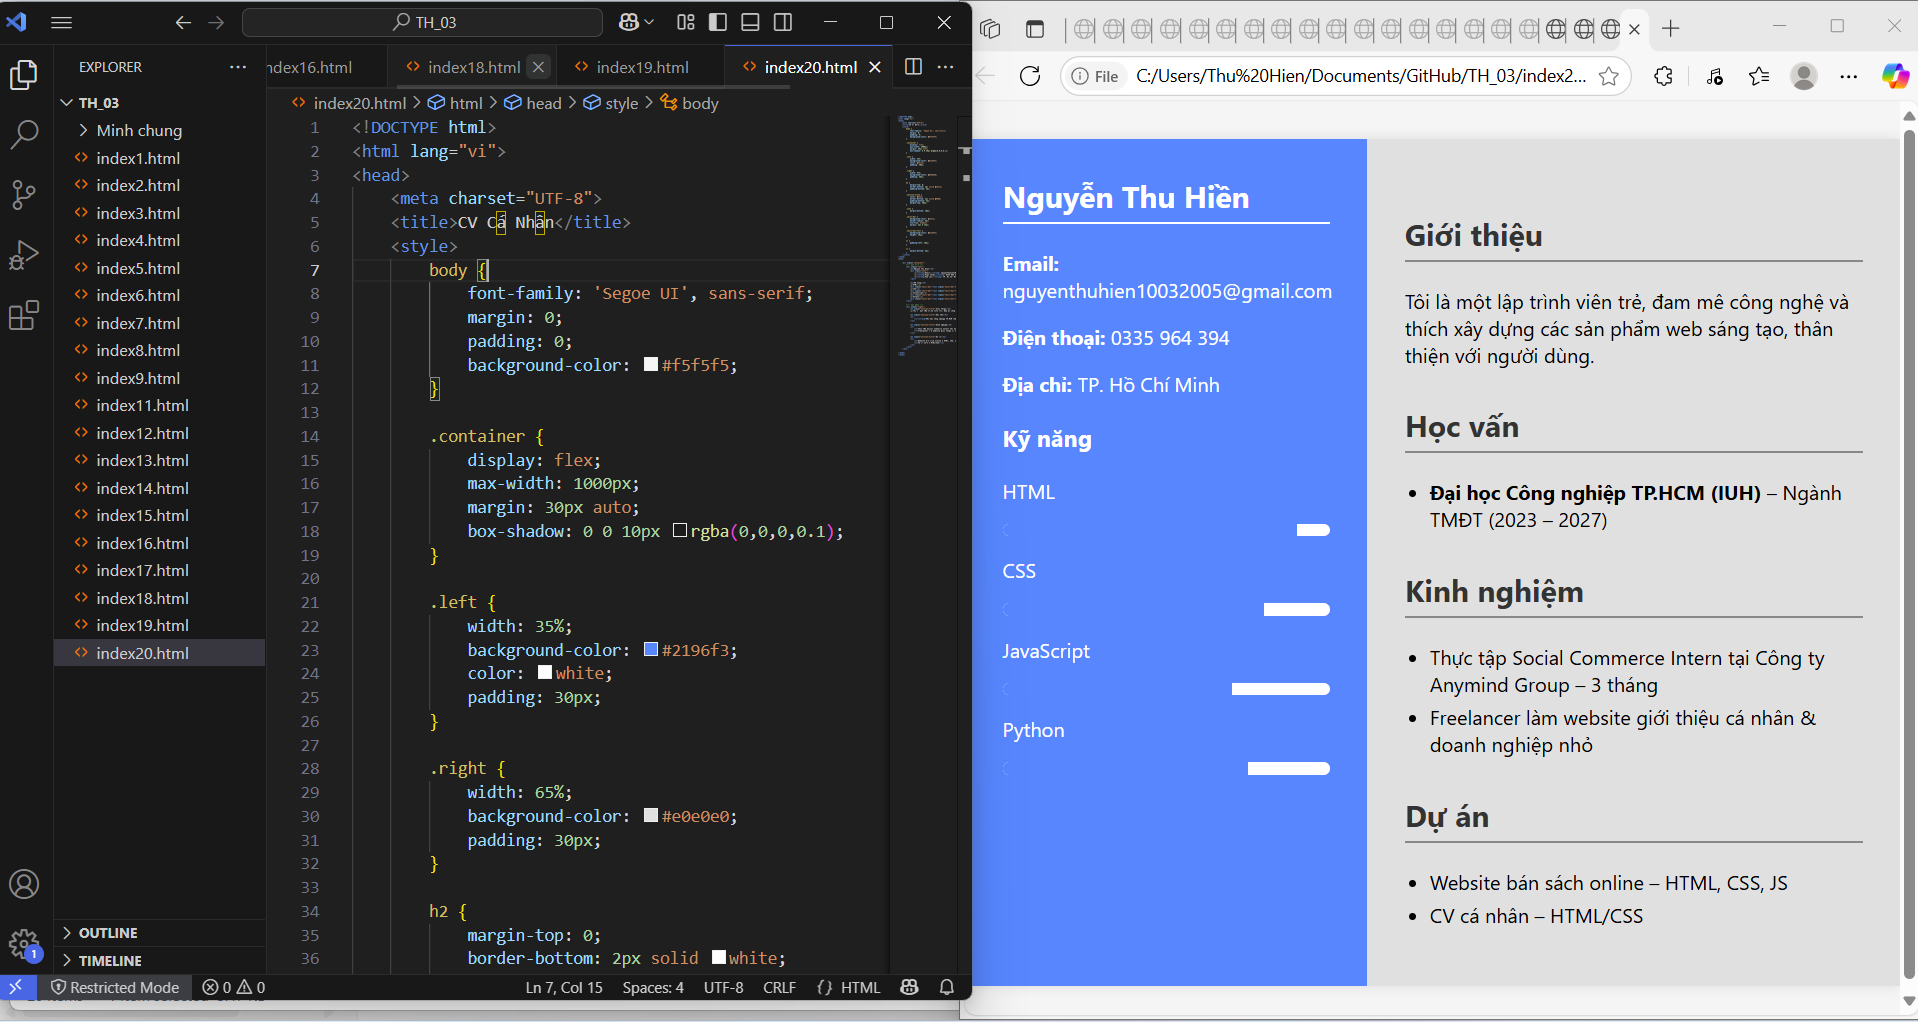 TH_03
EXPLORER
TH_03
Minh chung
index1.html
index2.html
index3.html
index4.html
index5.html
index6.html
index7.html
index8.html
index9.html
index11.html
index12.html
index13.html
index14.html
index15.html
index16.html
index17.html
index18.html
index19.html
index20.html
OUTLINE
TIMELINE
1
ndex16.html
index18.html
index19.html
index20.html
index20.html > html > head > style > body
1 <!DOCTYPE html>
2 <html lang="vi">
3 <head>
4 <meta charset="UTF-8">
5 <title>CV Cá Nhân</title>
6 <style>
7 body {
8 font-family: 'Segoe UI', sans-serif;
9 margin: 0;
10 padding: 0;
11 background-color: #f5f5f5;
12 }
13
14 .container {
15 display: flex;
16 max-width: 1000px;
17 margin: 30px auto;
18 box-shadow: 0 0 10px rgba(0,0,0,0.1);
19 }
20
21 .left {
22 width: 35%;
23 background-color: #2196f3;
24 color: white;
25 padding: 30px;
26 }
27
28 .right {
29 width: 65%;
30 background-color: #e0e0e0;
31 padding: 30px;
32 }
33
34 h2 {
35 margin-top: 0;
36 border-bottom: 2px solid white;
Restricted Mode
0 0
Ln 7, Col 15
Spaces: 4
UTF-8
CRLF
HTML
File
C:/Users/Thu%20Hien/Documents/GitHub/TH_03/index2...
Nguyễn Thu Hiền
Email:
nguyenthuhien10032005@gmail.com
Điện thoại: 0335 964 394
Địa chỉ: TP. Hồ Chí Minh
Kỹ năng
HTML
CSS
JavaScript
Python
Giới thiệu
Tôi là một lập trình viên trẻ, đam mê công nghệ và
thích xây dựng các sản phẩm web sáng tạo, thân
thiện với người dùng.
Học vấn
Đại học Công nghiệp TP.HCM (IUH) – Ngành
TMĐT (2023 – 2027)
Kinh nghiệm
Thực tập Social Commerce Intern tại Công ty
Anymind Group – 3 tháng
Freelancer làm website giới thiệu cá nhân &
doanh nghiệp nhỏ
Dự án
Website bán sách online – HTML, CSS, JS
CV cá nhân – HTML/CSS